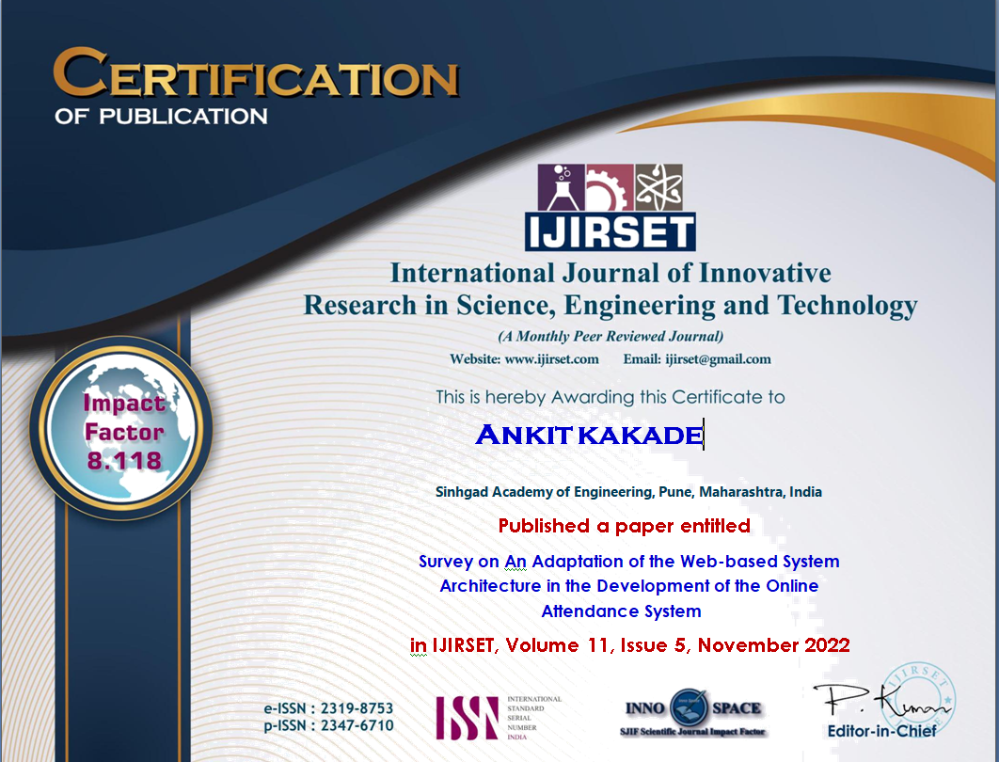 CERTIFICATION
OF PUBLICATION
IJIRSET
International Journal of Innovative
Research in Science, Engineering and Technology
(A Monthly Peer Reviewed Journal)
Website: www.ijirset.com Email: ijirset@gmail.com
This is hereby Awarding this Certificate to
ANKIT KAKADE
Impact
Factor
8.118
Sinhgad Academy of Engineering, Pune, Maharashtra, India
Published a paper entitled
Survey on An Adaptation of the Web-based System
Architecture in the Development of the Online
Attendance System
in IJIRSET, Volume 11, Issue 5, November 2022
e-ISSN : 2319-8753
p-ISSN : 2347-6710
ISSN
INTERNATIONAL
STANDARD
SERIAL
NUMBER
INDIA
INNO SPACE
SJIF Scientific Journal Impact Factor
IJIRSET
P. Kumar
Editor-in-Chief